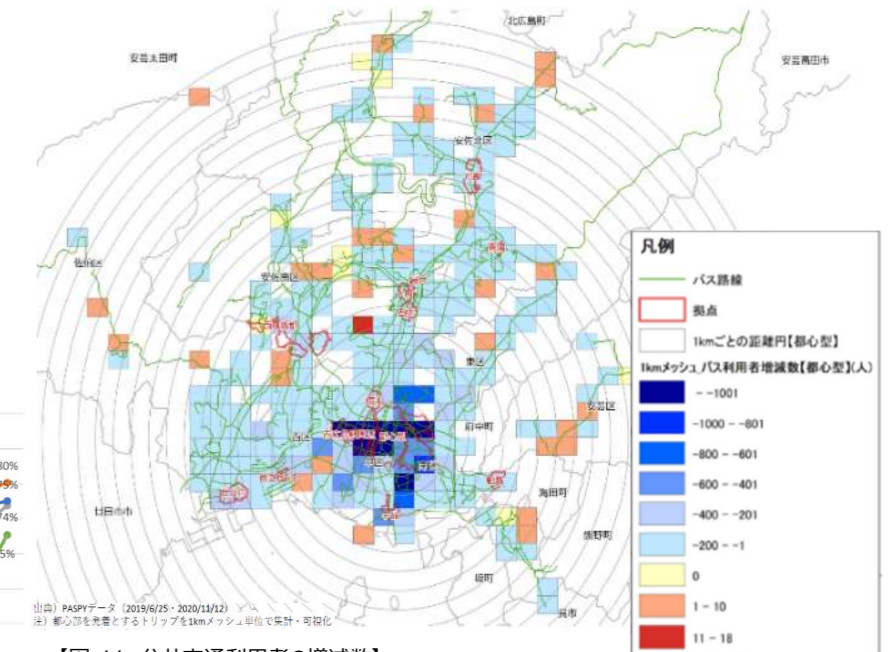 北広島町
安芸太田町
安芸高田市
安佐北区
佐伯区
安佐南区
東区
安芸区
西区
府中町
海田町
廿日市市
熊野町
坂町
呉市
80%
74%
凡例
バス路線
拠点
1kmごとの距離円【都心型】
1kmメッシュ_バス利用者増減数【都心型】(人)
- -1001
-1000 - -801
-800 - -601
-600 - -401
-400 - -201
-200 - -1
0
1 - 10
11 - 18
出典）PASPYデータ（2019/6/25・2020/11/12）
注）都心部を発着とするトリップを1kmメッシュ単位で集計・可視化
公共交通利用者の増減数】